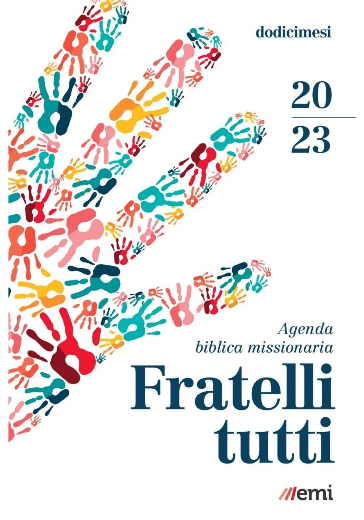 dodicimesi
20
23
Agenda
biblica missionaria
Fratelli
tutti
emi